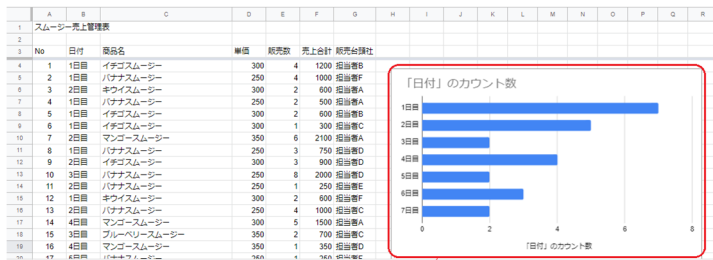 A B C D E F G H I J K L M N O P Q R
1 スムージー売上管理表
2
3 No 日付 商品名 単価 販売数 売上合計 販売台頭社
4 1 1日目 イチゴスムージー 300 4 1200 担当者B
5 2 1日目 バナナスムージー 250 4 1000 担当者F
6 3 2日目 キウイスムージー 300 2 600 担当者A
7 4 1日目 バナナスムージー 250 2 500 担当者A
8 5 1日目 イチゴスムージー 300 2 600 担当者B
9 6 1日目 イチゴスムージー 300 1 300 担当者C
10 7 2日目 マンゴースムージー 350 6 2100 担当者A
11 8 1日目 バナナスムージー 250 3 750 担当者D
12 9 2日目 イチゴスムージー 300 3 900 担当者D
13 10 3日目 バナナスムージー 250 8 2000 担当者D
14 11 2日目 バナナスムージー 250 1 250 担当者E
15 12 1日目 キウイスムージー 300 2 600 担当者F
16 13 2日目 バナナスムージー 250 4 1000 担当者C
17 14 4日目 マンゴースムージー 300 5 1500 担当者A
18 15 3日目 ブルーベリースムージー 350 2 700 担当者C
19 16 4日目 マンゴースムージー 350 1 350 担当者D
「日付」のカウント数
1日目
2日目
3日目
4日目
5日目
6日目
7日目
0 2 4 6 8
「日付」のカウント数